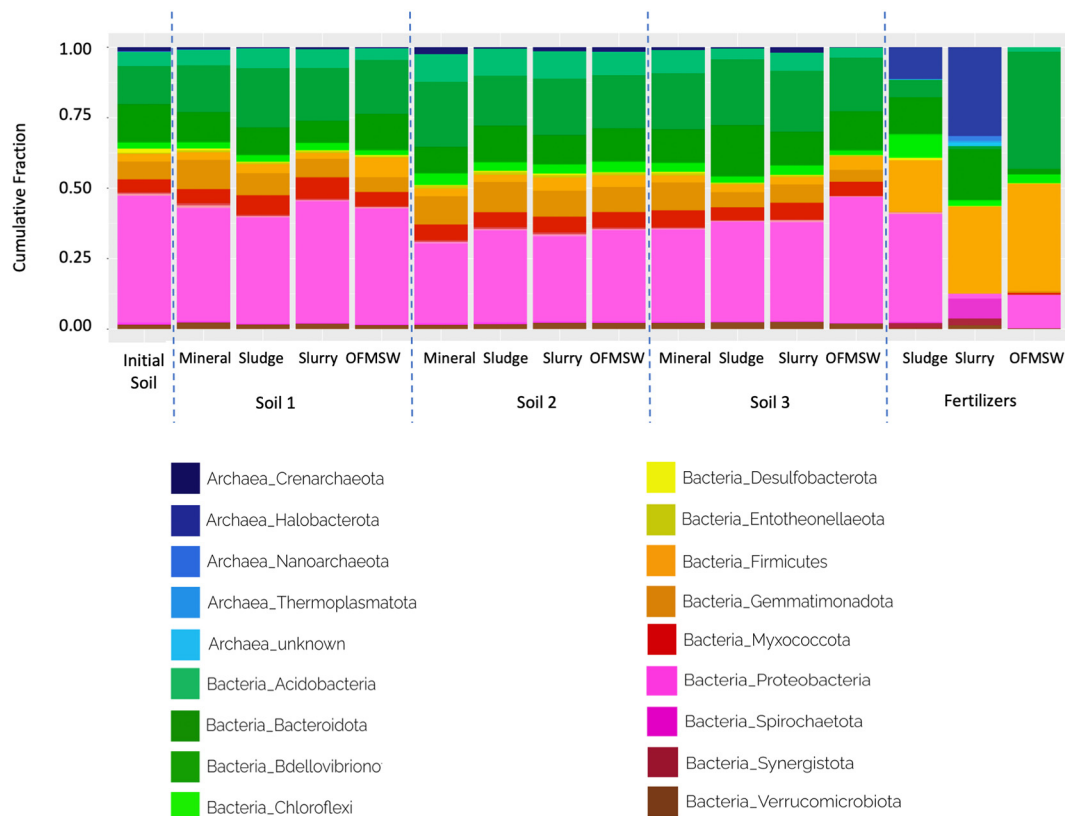 1.00
0.75
0.50
0.25
0.00
Cumulative Fraction
Initial Soil
Mineral Sludge Slurry OFMSW
Mineral Sludge Slurry OFMSW
Mineral Sludge Slurry OFMSW
Sludge Slurry OFMSW
Soil 1
Soil 2
Soil 3
Fertilizers
Archaea_Crenarchaeota
Archaea_Halobacterota
Archaea_Nanoarchaeota
Archaea_Thermoplasmatota
Archaea_unknown
Bacteria_Acidobacteria
Bacteria_Bacteroidota
Bacteria_Bdellovibriono
Bacteria_Chloroflexi
Bacteria_Desulfobacterota
Bacteria_Entotheonellaeota
Bacteria_Firmicutes
Bacteria_Gemmatimonadota
Bacteria_Myxococcota
Bacteria_Proteobacteria
Bacteria_Spirochaetota
Bacteria_Synergistota
Bacteria_Verrucomicrobiota